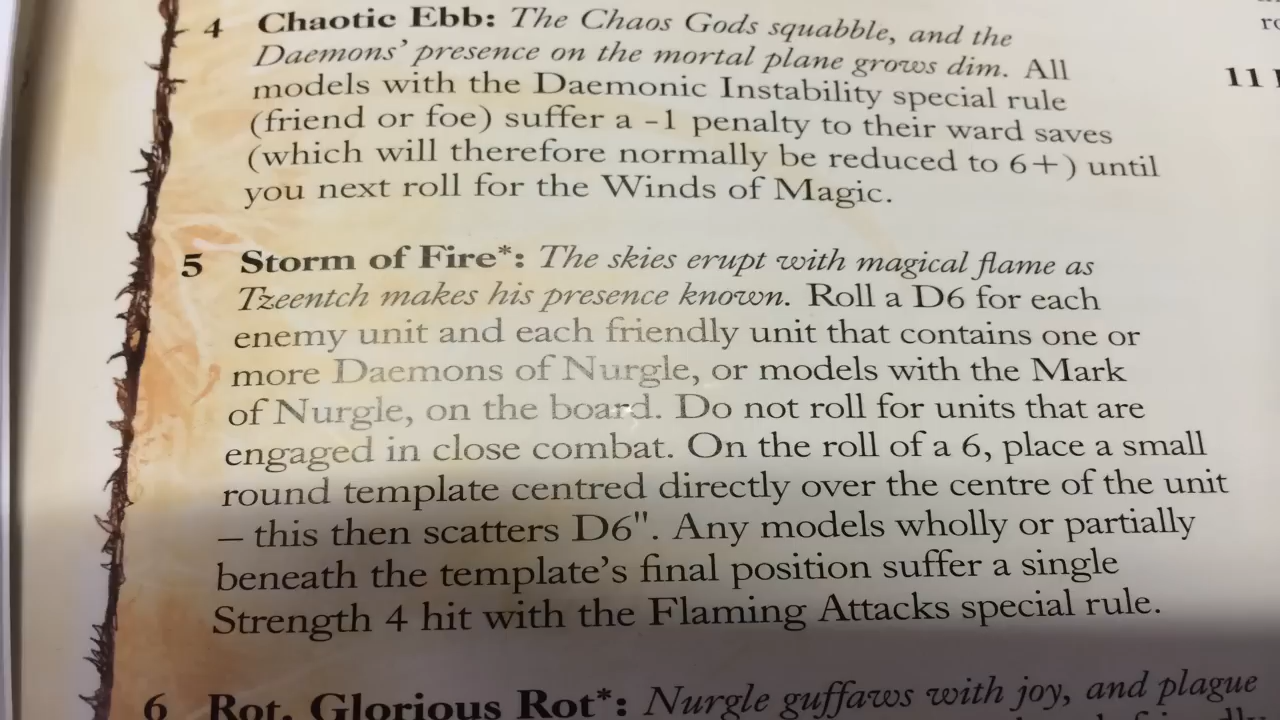 4 Chaotic Ebb: The Chaos Gods squabble, and the
Daemons' presence on the mortal plane grows dim. All
models with the Daemonic Instability special rule
(friend or foe) suffer a -1 penalty to their ward saves
(which will therefore normally be reduced to 6+) until
you next roll for the Winds of Magic.
5 Storm of Fire*: The skies erupt with magical flame as
Tzeentch makes his presence known. Roll a D6 for each
enemy unit and each friendly unit that contains one or
more Daemons of Nurgle, or models with the Mark
of Nurgle, on the board. Do not roll for units that are
engaged in close combat. On the roll of a 6, place a small
round template centred directly over the centre of the unit
– this then scatters D6". Any models wholly or partially
beneath the template's final position suffer a single
Strength 4 hit with the Flaming Attacks special rule.
6 Rot, Glorious Rot*: Nurgle guffaws with joy, and plague
11